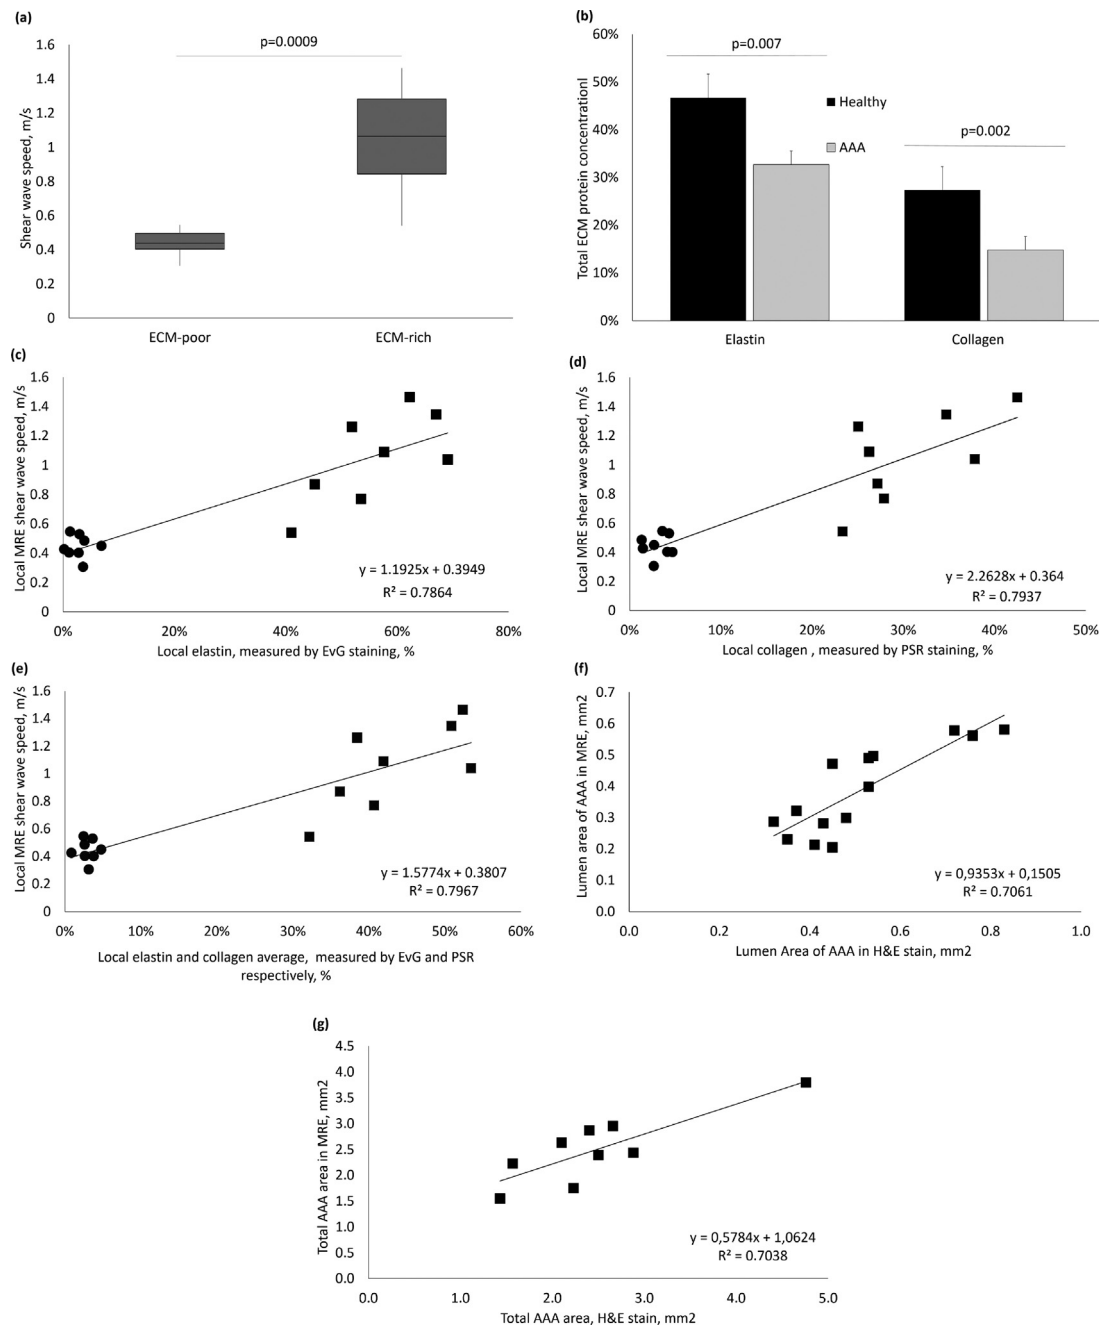 (a)
1.6
1.4
1.2
1
0.8
0.6
0.4
0.2
0
Shear wave speed, m/s
p=0.0009
ECM-poor
ECM-rich
(b)
60%
50%
40%
30%
20%
10%
0%
Total ECM protein concentrationl
p=0.007
Healthy
p=0.002
AAA
Elastin
Collagen
(c)
1.6
1.4
1.2
1
0.8
0.6
0.4
0.2
0
Local MRE shear wave speed, m/s
y = 1.1925x + 0.3949
R² = 0.7864
0%
20%
40%
60%
80%
Local elastin, measured by EvG staining, %
(d)
1.6
1.4
1.2
1
0.8
0.6
0.4
0.2
0
Local MRE shear wave speed, m/s
y = 2.2628x + 0.364
R² = 0.7937
0%
10%
20%
30%
40%
50%
Local collagen , measured by PSR staining, %
(e)
1.6
1.4
1.2
1
0.8
0.6
0.4
0.2
0
Local MRE shear wave speed, m/s
y = 1.5774x + 0.3807
R² = 0.7967
0%
10%
20%
30%
40%
50%
60%
Local elastin and collagen average, measured by EvG and PSR
respectively, %
(f)
0.7
0.6
0.5
0.4
0.3
0.2
0.1
0.0
Lumen area of AAA in MRE, mm2
y = 0,9353x + 0,1505
R² = 0.7061
0.0
0.2
0.4
0.6
0.8
1.0
Lumen Area of AAA in H&E stain, mm2
(g)
4.5
4.0
3.5
3.0
2.5
2.0
1.5
1.0
0.5
0.0
Total AAA area in MRE, mm2
y = 0,5784x + 1,0624
R² = 0.7038
0.0
1.0
2.0
3.0
4.0
5.0
Total AAA area, H&E stain, mm2